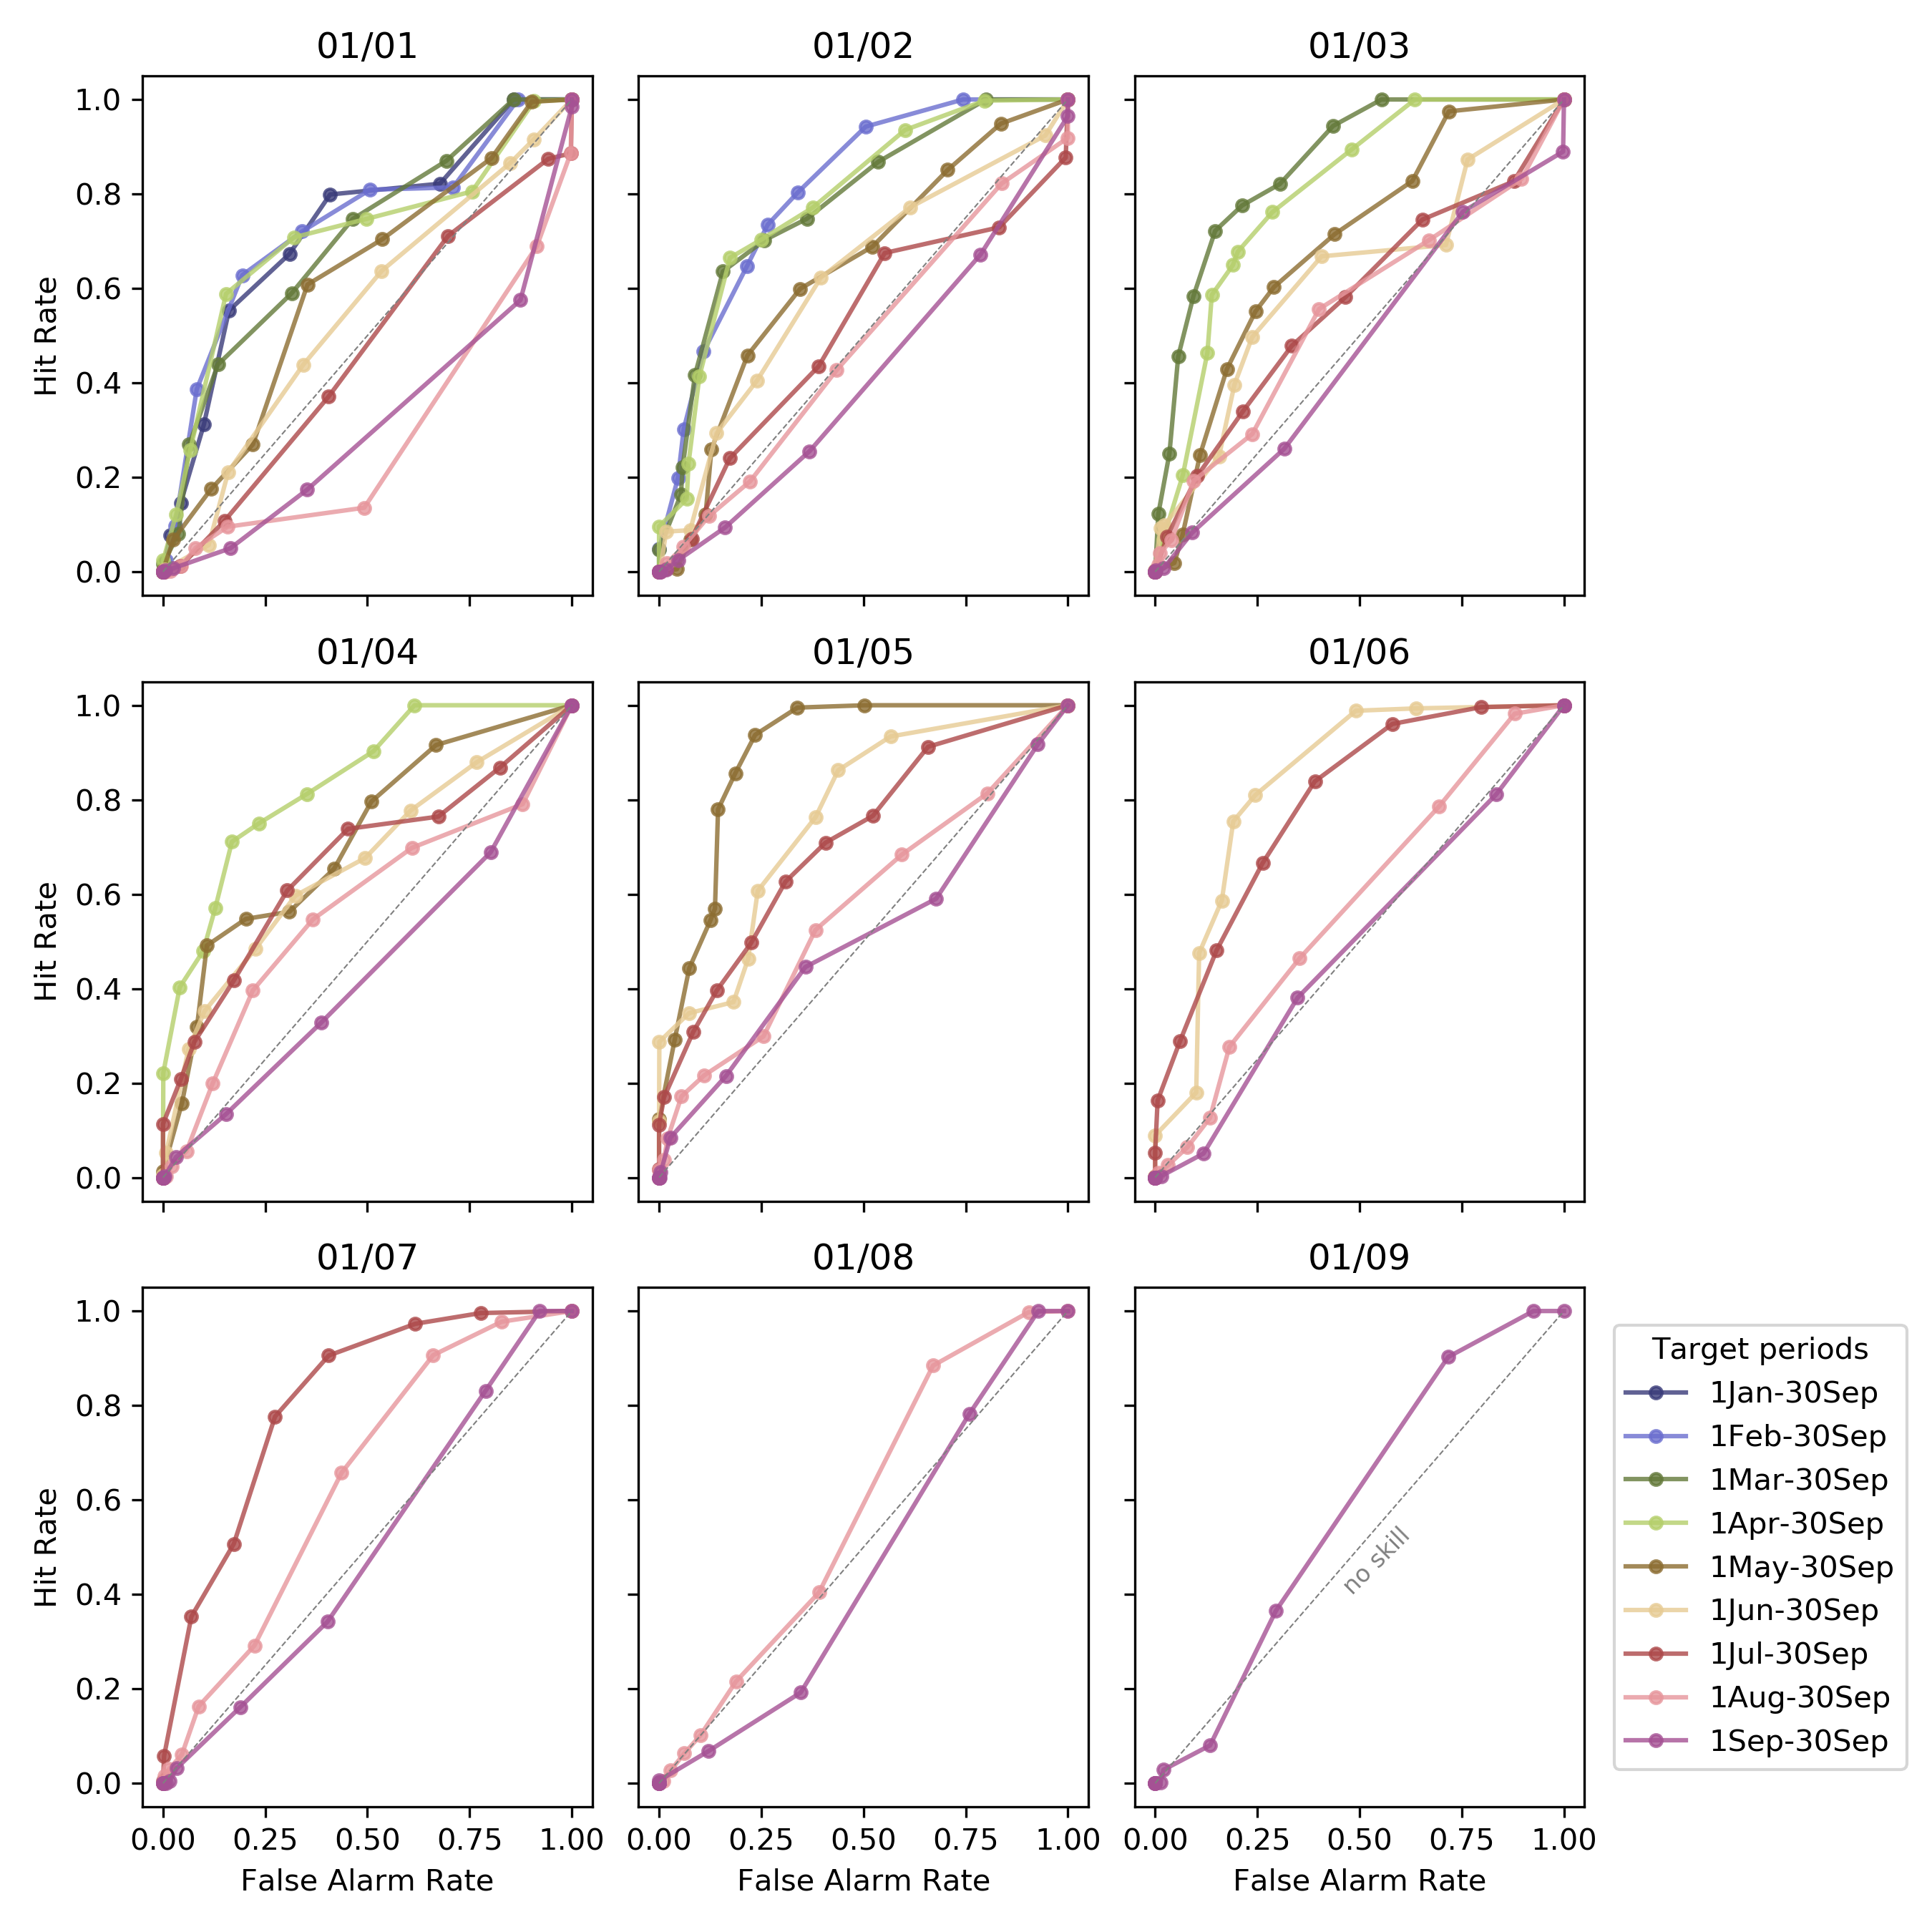 01/01
01/02
01/03
1.0
0.8
0.6
0.4
0.2
0.0
Hit Rate
01/04
01/05
01/06
1.0
0.8
0.6
0.4
0.2
0.0
Hit Rate
01/07
01/08
01/09
1.0
0.8
0.6
0.4
0.2
0.0
Hit Rate
no skill
0.00 0.25 0.50 0.75 1.00
0.00 0.25 0.50 0.75 1.00
0.00 0.25 0.50 0.75 1.00
False Alarm Rate
False Alarm Rate
False Alarm Rate
Target periods
1Jan-30Sep
1Feb-30Sep
1Mar-30Sep
1Apr-30Sep
1May-30Sep
1Jun-30Sep
1Jul-30Sep
1Aug-30Sep
1Sep-30Sep